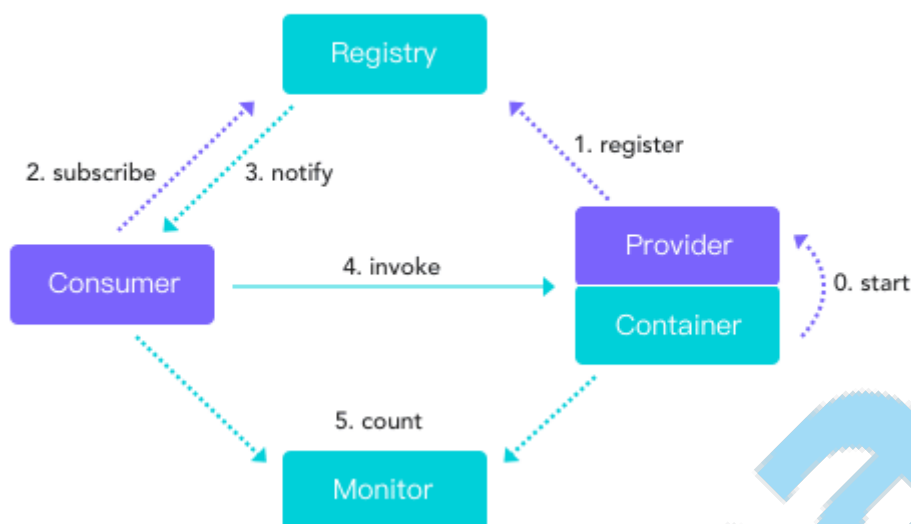 Registry
1. register
2. subscribe
3. notify
Provider
Consumer
4. invoke
0. start
Container
5. count
Monitor